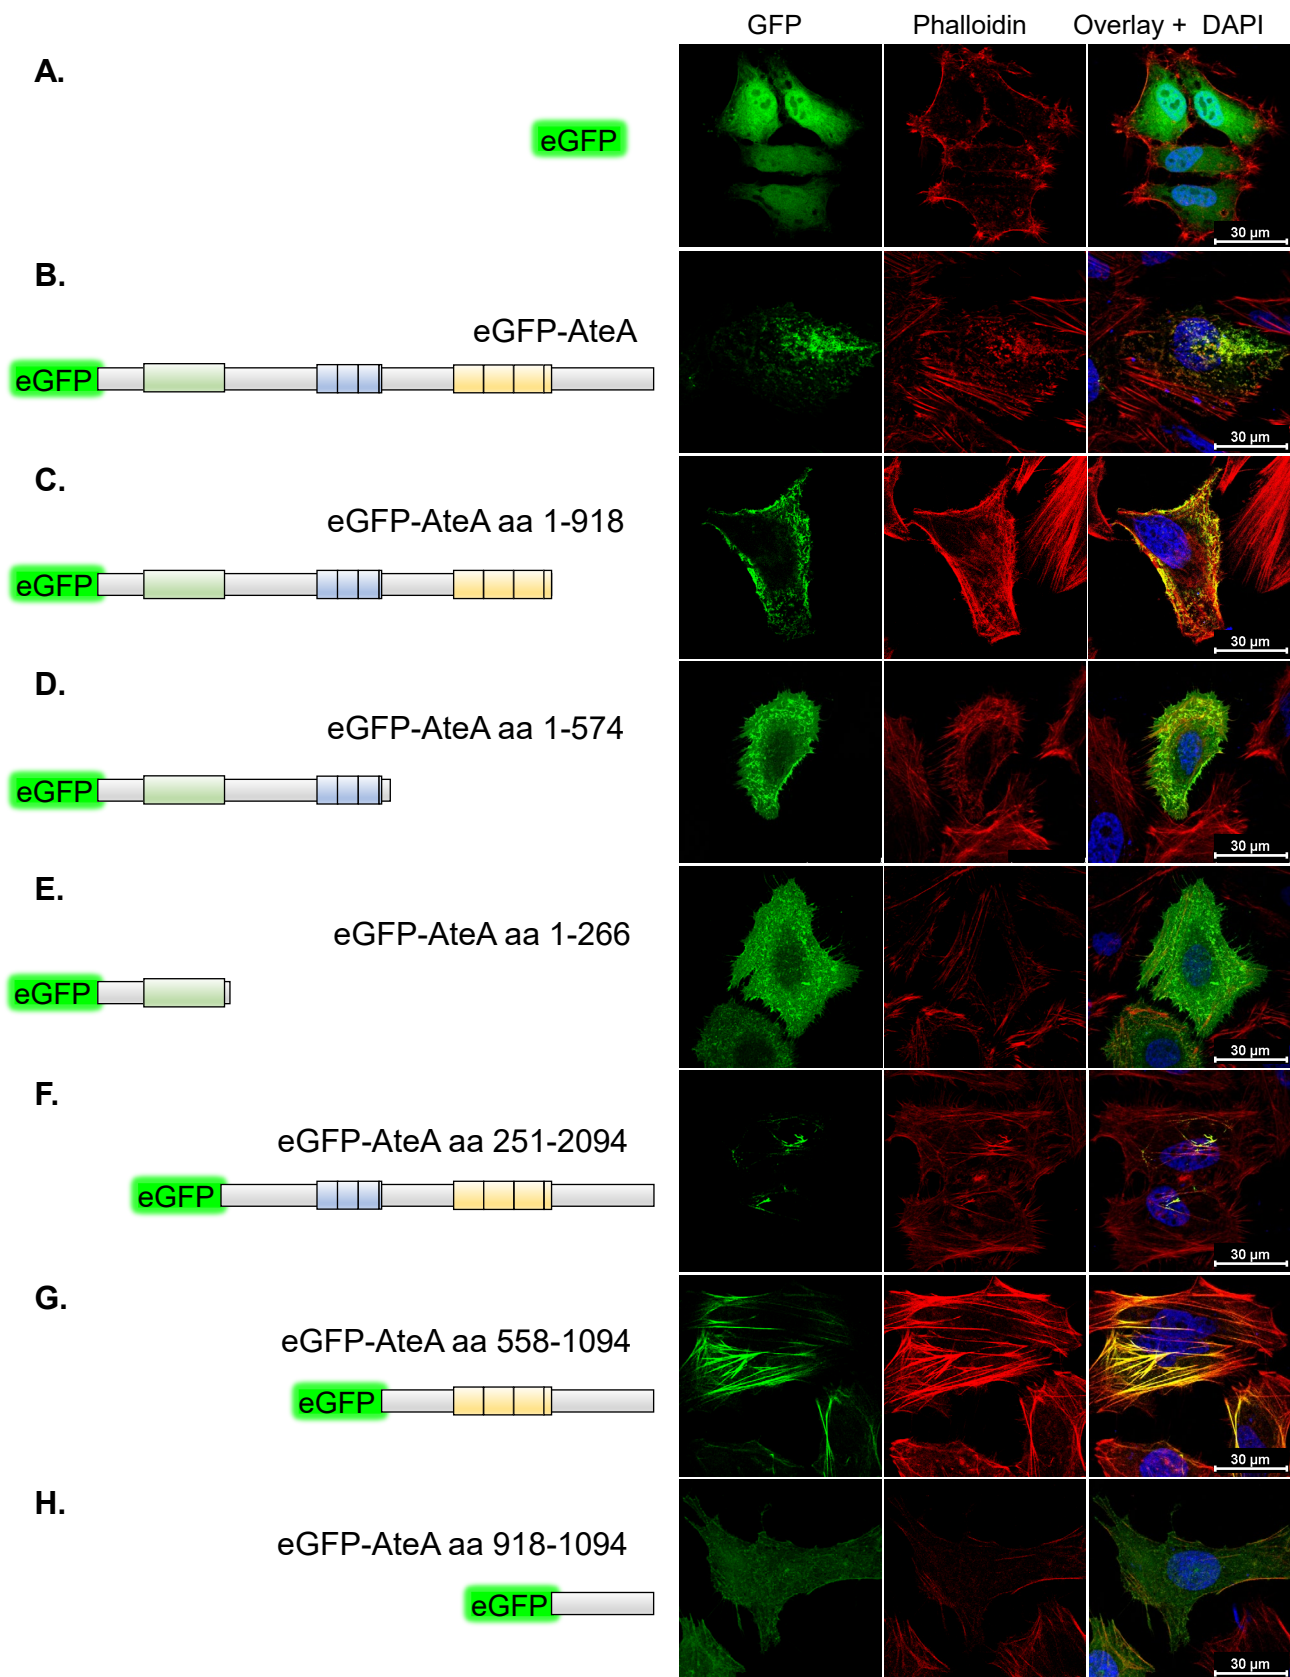 GFP Phalloidin Overlay + DAPI
A.
eGFP
30 µm
B.
eGFP-AteA
eGFP
30 µm
C.
eGFP-AteA aa 1-918
eGFP
30 µm
D.
eGFP-AteA aa 1-574
eGFP
30 µm
E.
eGFP-AteA aa 1-266
eGFP
30 µm
F.
eGFP-AteA aa 251-2094
eGFP
30 µm
G.
eGFP-AteA aa 558-1094
eGFP
30 µm
H.
eGFP-AteA aa 918-1094
eGFP
30 µm